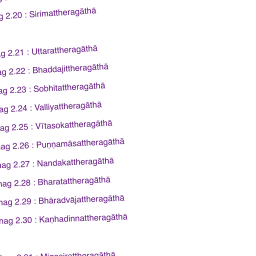 g 2.20 : Sirimattheragāthā
ag 2.21 : Uttarattheragāthā
ag 2.22 : Bhaddajittheragāthā
ag 2.23 : Sobhitattheragāthā
ag 2.24 : Valliyattheragāthā
ag 2.25 : Vītasokattheragāthā
ag 2.26 : Puṇṇamāsattheragāthā
hag 2.27 : Nandakattheragāthā
hag 2.28 : Bharatattheragāthā
hag 2.29 : Bhāradvājattheragāthā
hag 2.30 : Kaṇhadinnattheragāthā